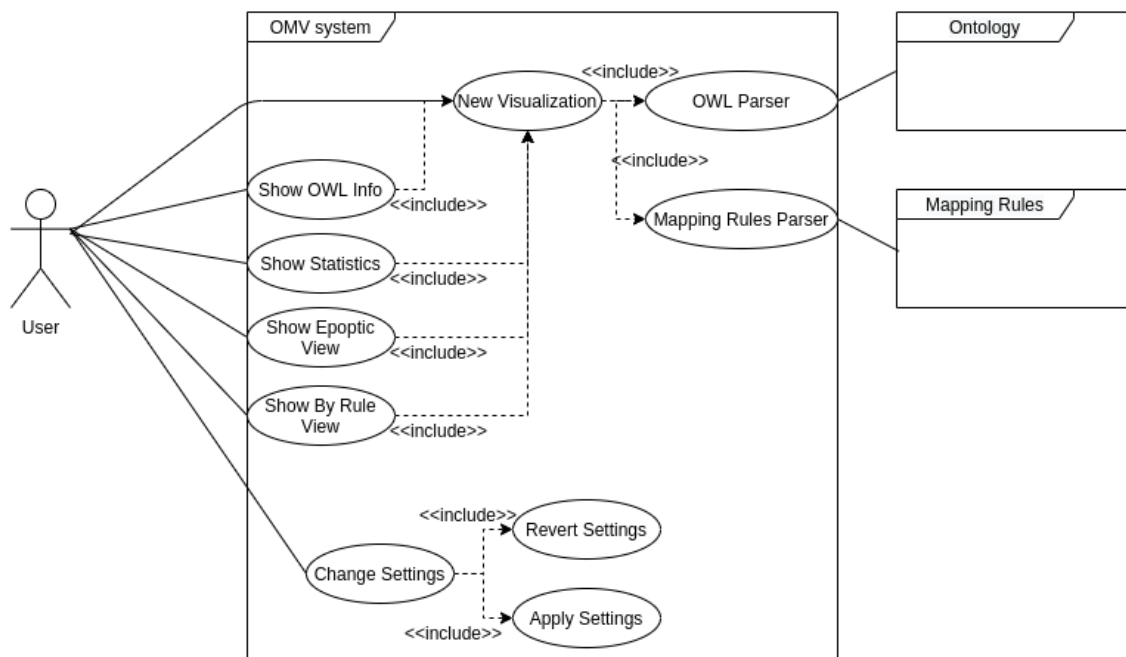 OMV system
Ontology
<<include>>
New Visualization
OWL Parser
<<include>>
Show OWL Info
<<include>>
Mapping Rules Parser
Mapping Rules
Show Statistics
<<include>>
User
Show Epoptic
View
<<include>>
Show By Rule
View
<<include>>
<<include>>
Revert Settings
Change Settings
Apply Settings
<<include>>